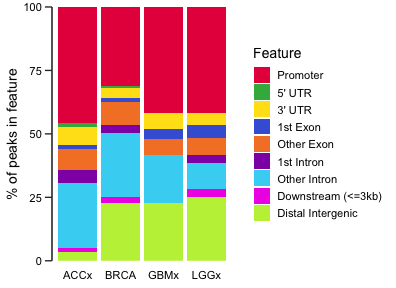 100
75
50
25
0
% of peaks in feature
ACCx BRCA GBMx LGGx
Feature
Promoter
5' UTR
3' UTR
1st Exon
Other Exon
1st Intron
Other Intron
Downstream (<=3kb)
Distal Intergenic